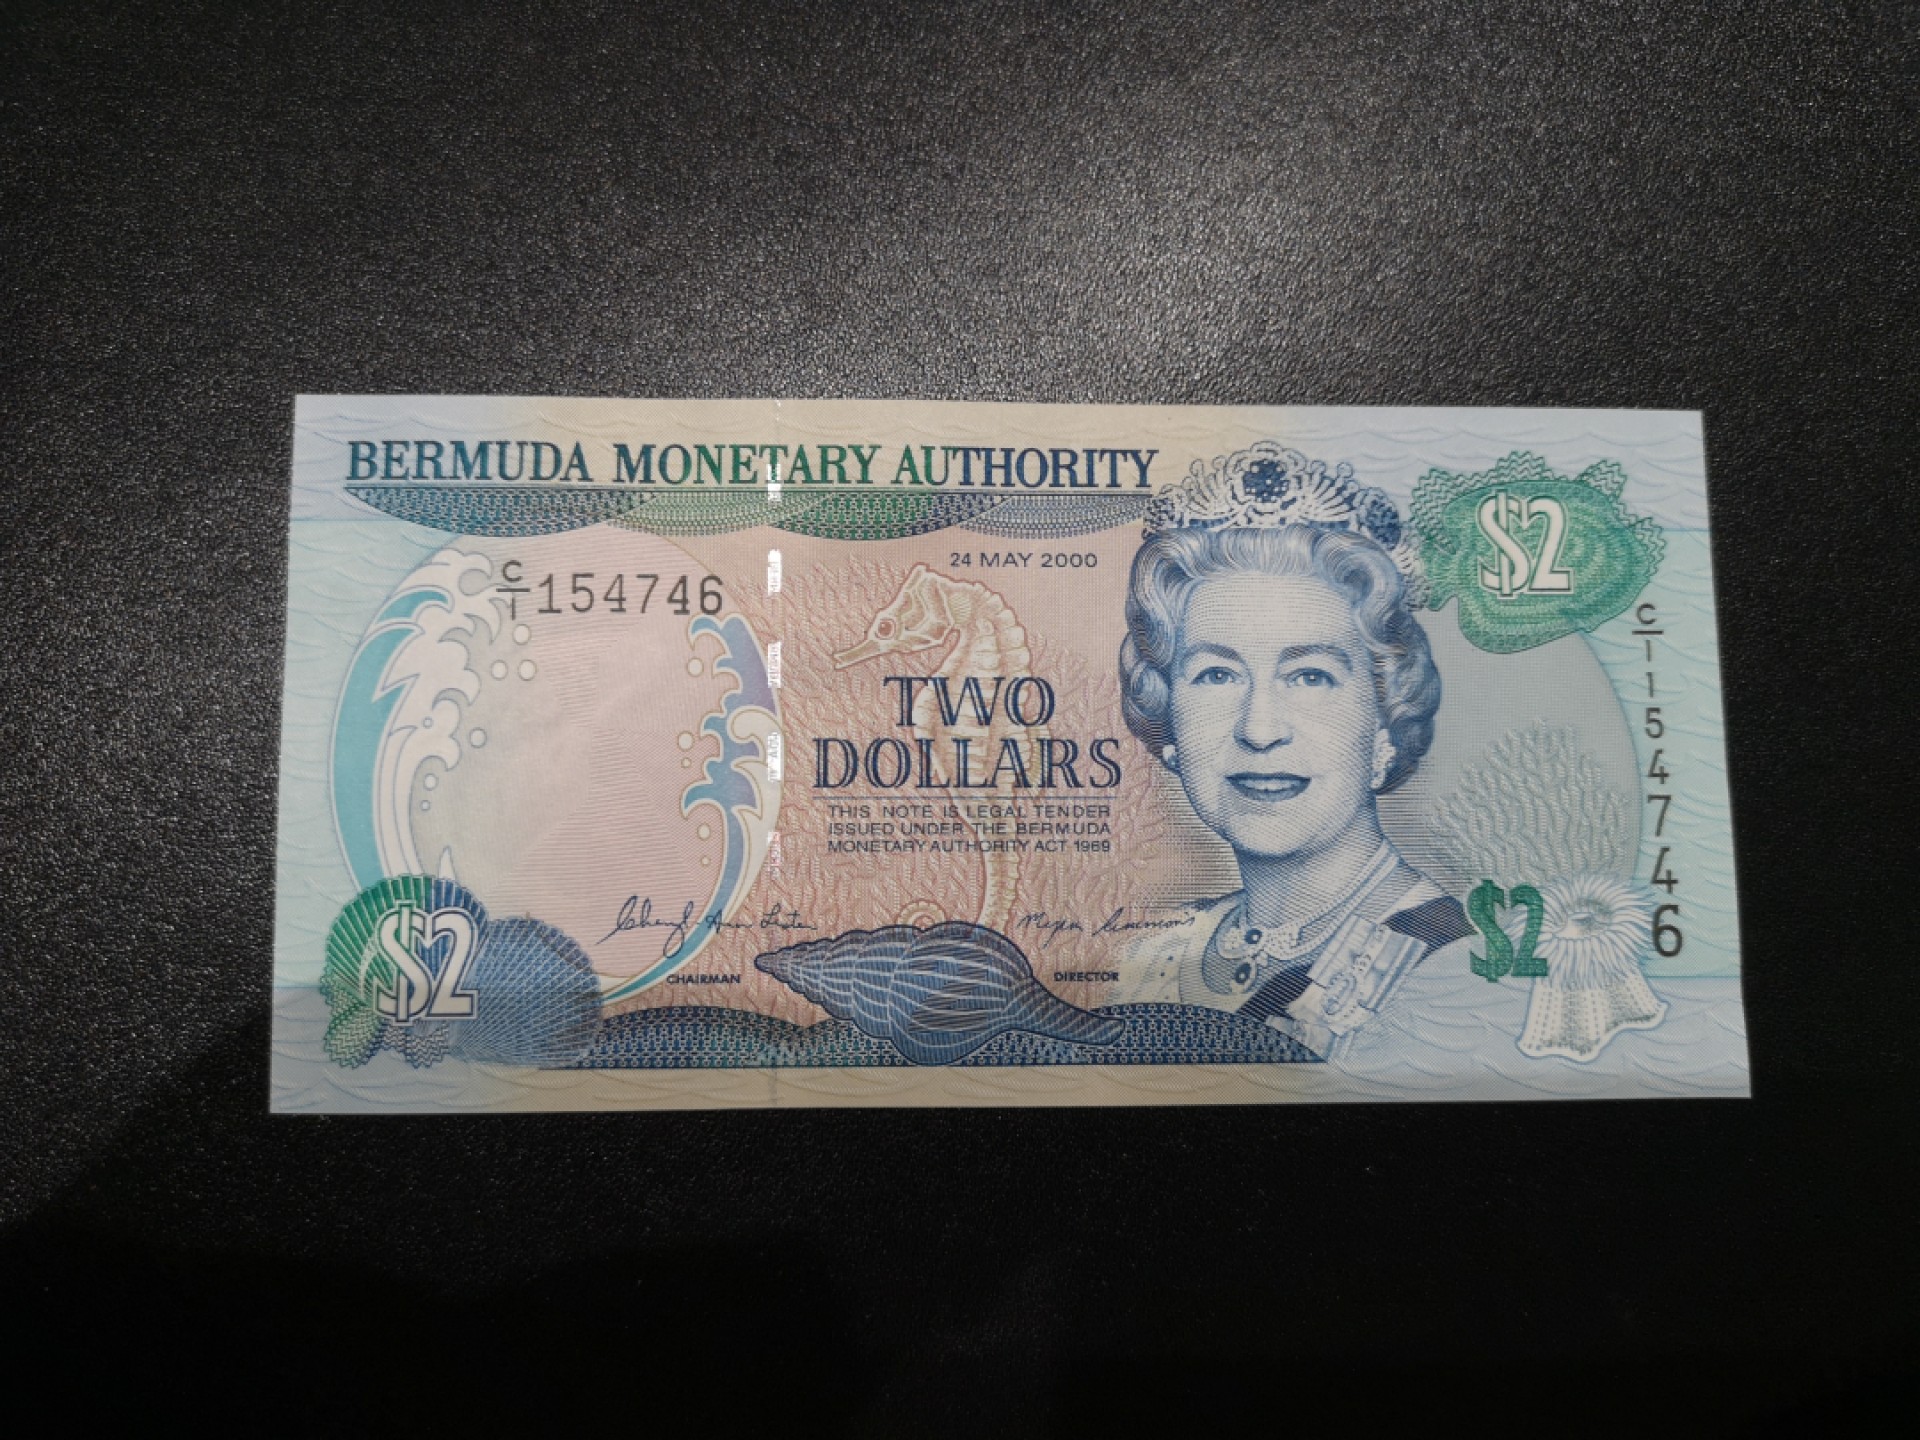 BERMUDA MONETARY AUTHORITY
$2
24 MAY 2000
C/1 154746
C/1 154746
TWO
DOLLARS
THIS NOTE IS LEGAL TENDER
ISSUED UNDER THE BERMUDA
MONETARY AUTHORITY ACT 1969
CHAIRMAN
DIRECTOR
$2
$2